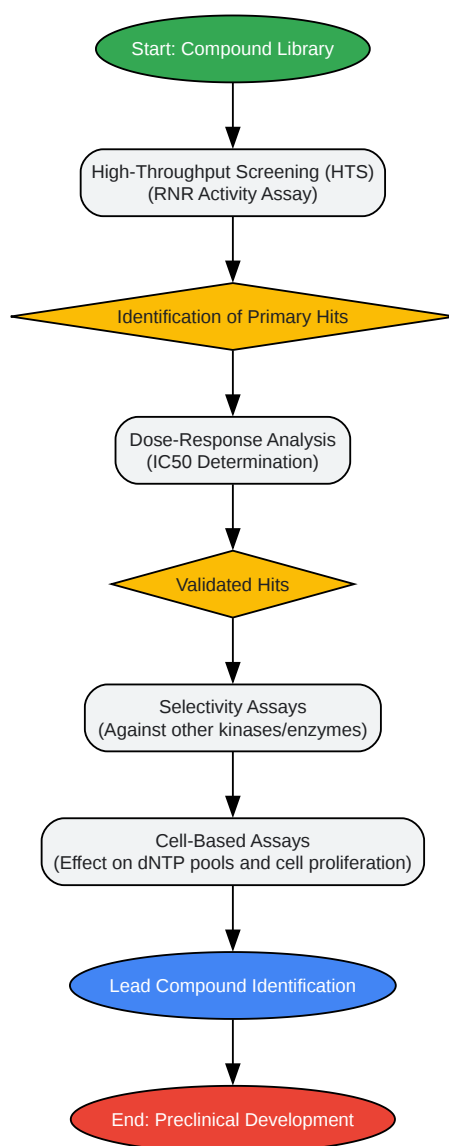 Start: Compound Library
High-Throughput Screening (HTS)
(RNR Activity Assay)
Identification of Primary Hits
Dose-Response Analysis
(IC50 Determination)
Validated Hits
Selectivity Assays
(Against other kinases/enzymes)
Cell-Based Assays
(Effect on dNTP pools and cell proliferation)
Lead Compound Identification
End: Preclinical Development